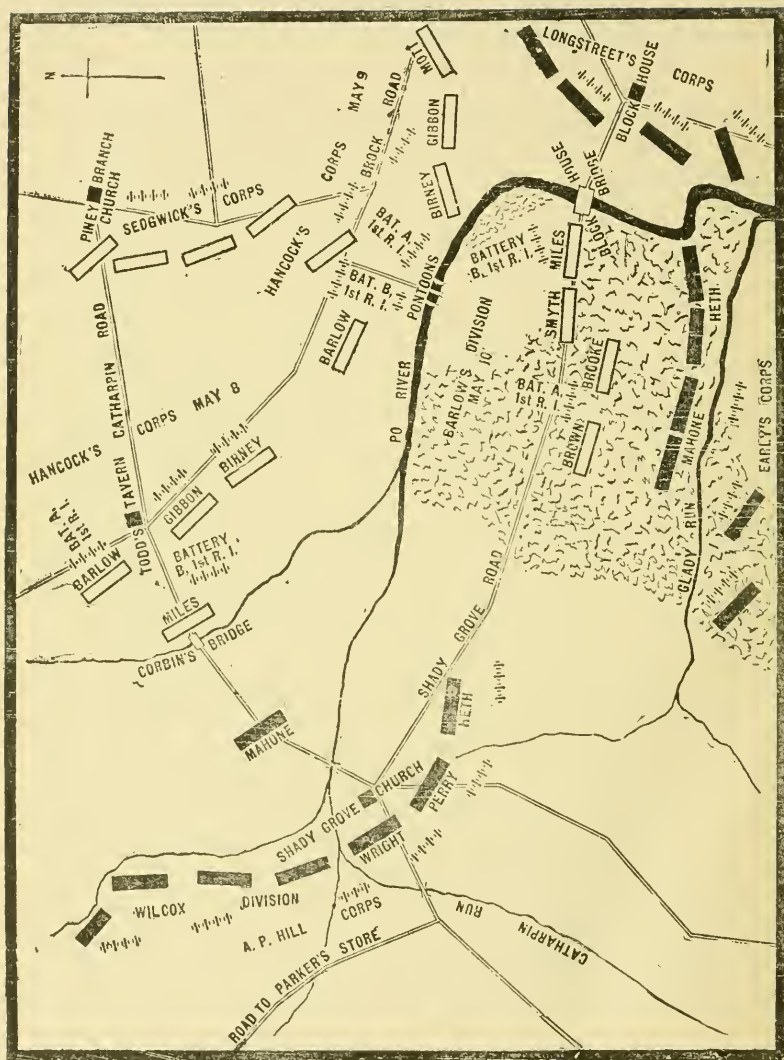 N
LONGSTREET'S
CORPS
BLOCK HOUSE
MOTT
MAY 9
BROCK ROAD
GIBBON
BIRNEY
HANCOCK'S CORPS
PINEY BRANCH CHURCH
SEDGWICK'S CORPS
BAT. A,
1st R. I.
BAT. B,
1st R. I.
PONTOONS
BARLOW
CATHARPIN ROAD
PO RIVER
BLOCK HOUSE BRIDGE
BATTERY
B, 1st R. I.
MILES
SMYTH
BARLOW'S DIVISION
MAY 10
BAT. A,
1st R. I.
BROOKE
BROWN
HETH
MAHONE
GLADY RUN
EARLY'S CORPS
HANCOCK'S CORPS MAY 8
TODD'S TAVERN
BAT. A,
1st R. I.
BARLOW
GIBBON
BIRNEY
BATTERY
B, 1st R. I.
MILES
CORBIN'S BRIDGE
SHADY GROVE ROAD
MAHONE
HETH
SHADY GROVE CHURCH
PERRY
WRIGHT
WILCOX DIVISION
A. P. HILL CORPS
CATHARPIN RUN
ROAD TO PARKER'S STORE